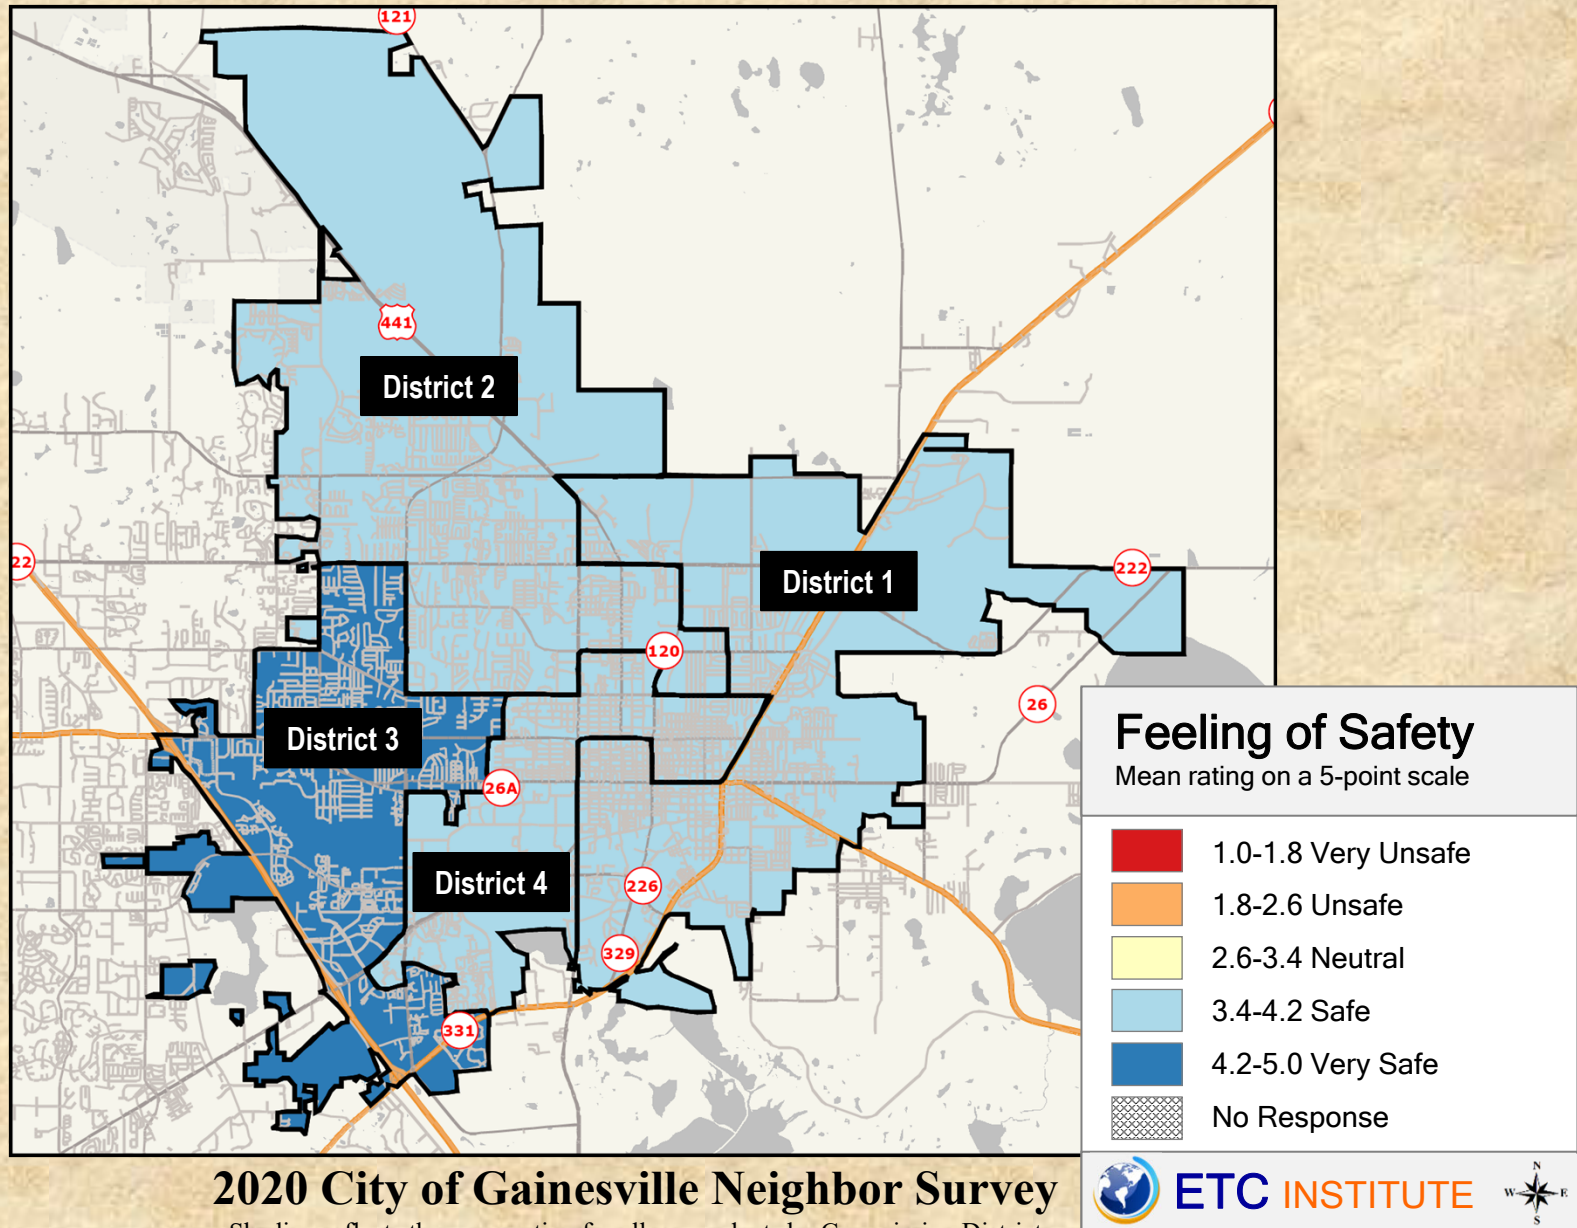 121
441
District 2
District 1
22
222
120
26
District 3
26A
District 4
226
329
331
Feeling of Safety
Mean rating on a 5-point scale
1.0-1.8 Very Unsafe
1.8-2.6 Unsafe
2.6-3.4 Neutral
3.4-4.2 Safe
4.2-5.0 Very Safe
No Response
ETC INSTITUTE
N
W E
S
2020 City of Gainesville Neighbor Survey